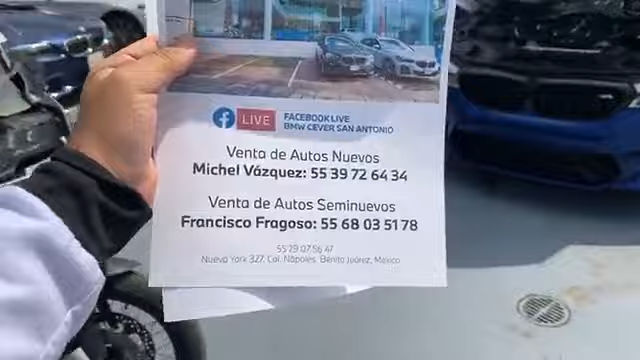 LIVE
FACEBOOK LIVE
BMW CEVER SAN ANTONIO
Venta de Autos Nuevos
Michel Vázquez: 55 39 72 64 34
Venta de Autos Seminuevos
Francisco Fragoso: 55 68 03 51 78
55 29 07 56 47
Nueva York 327, Col. Nápoles, Benito Juárez, México